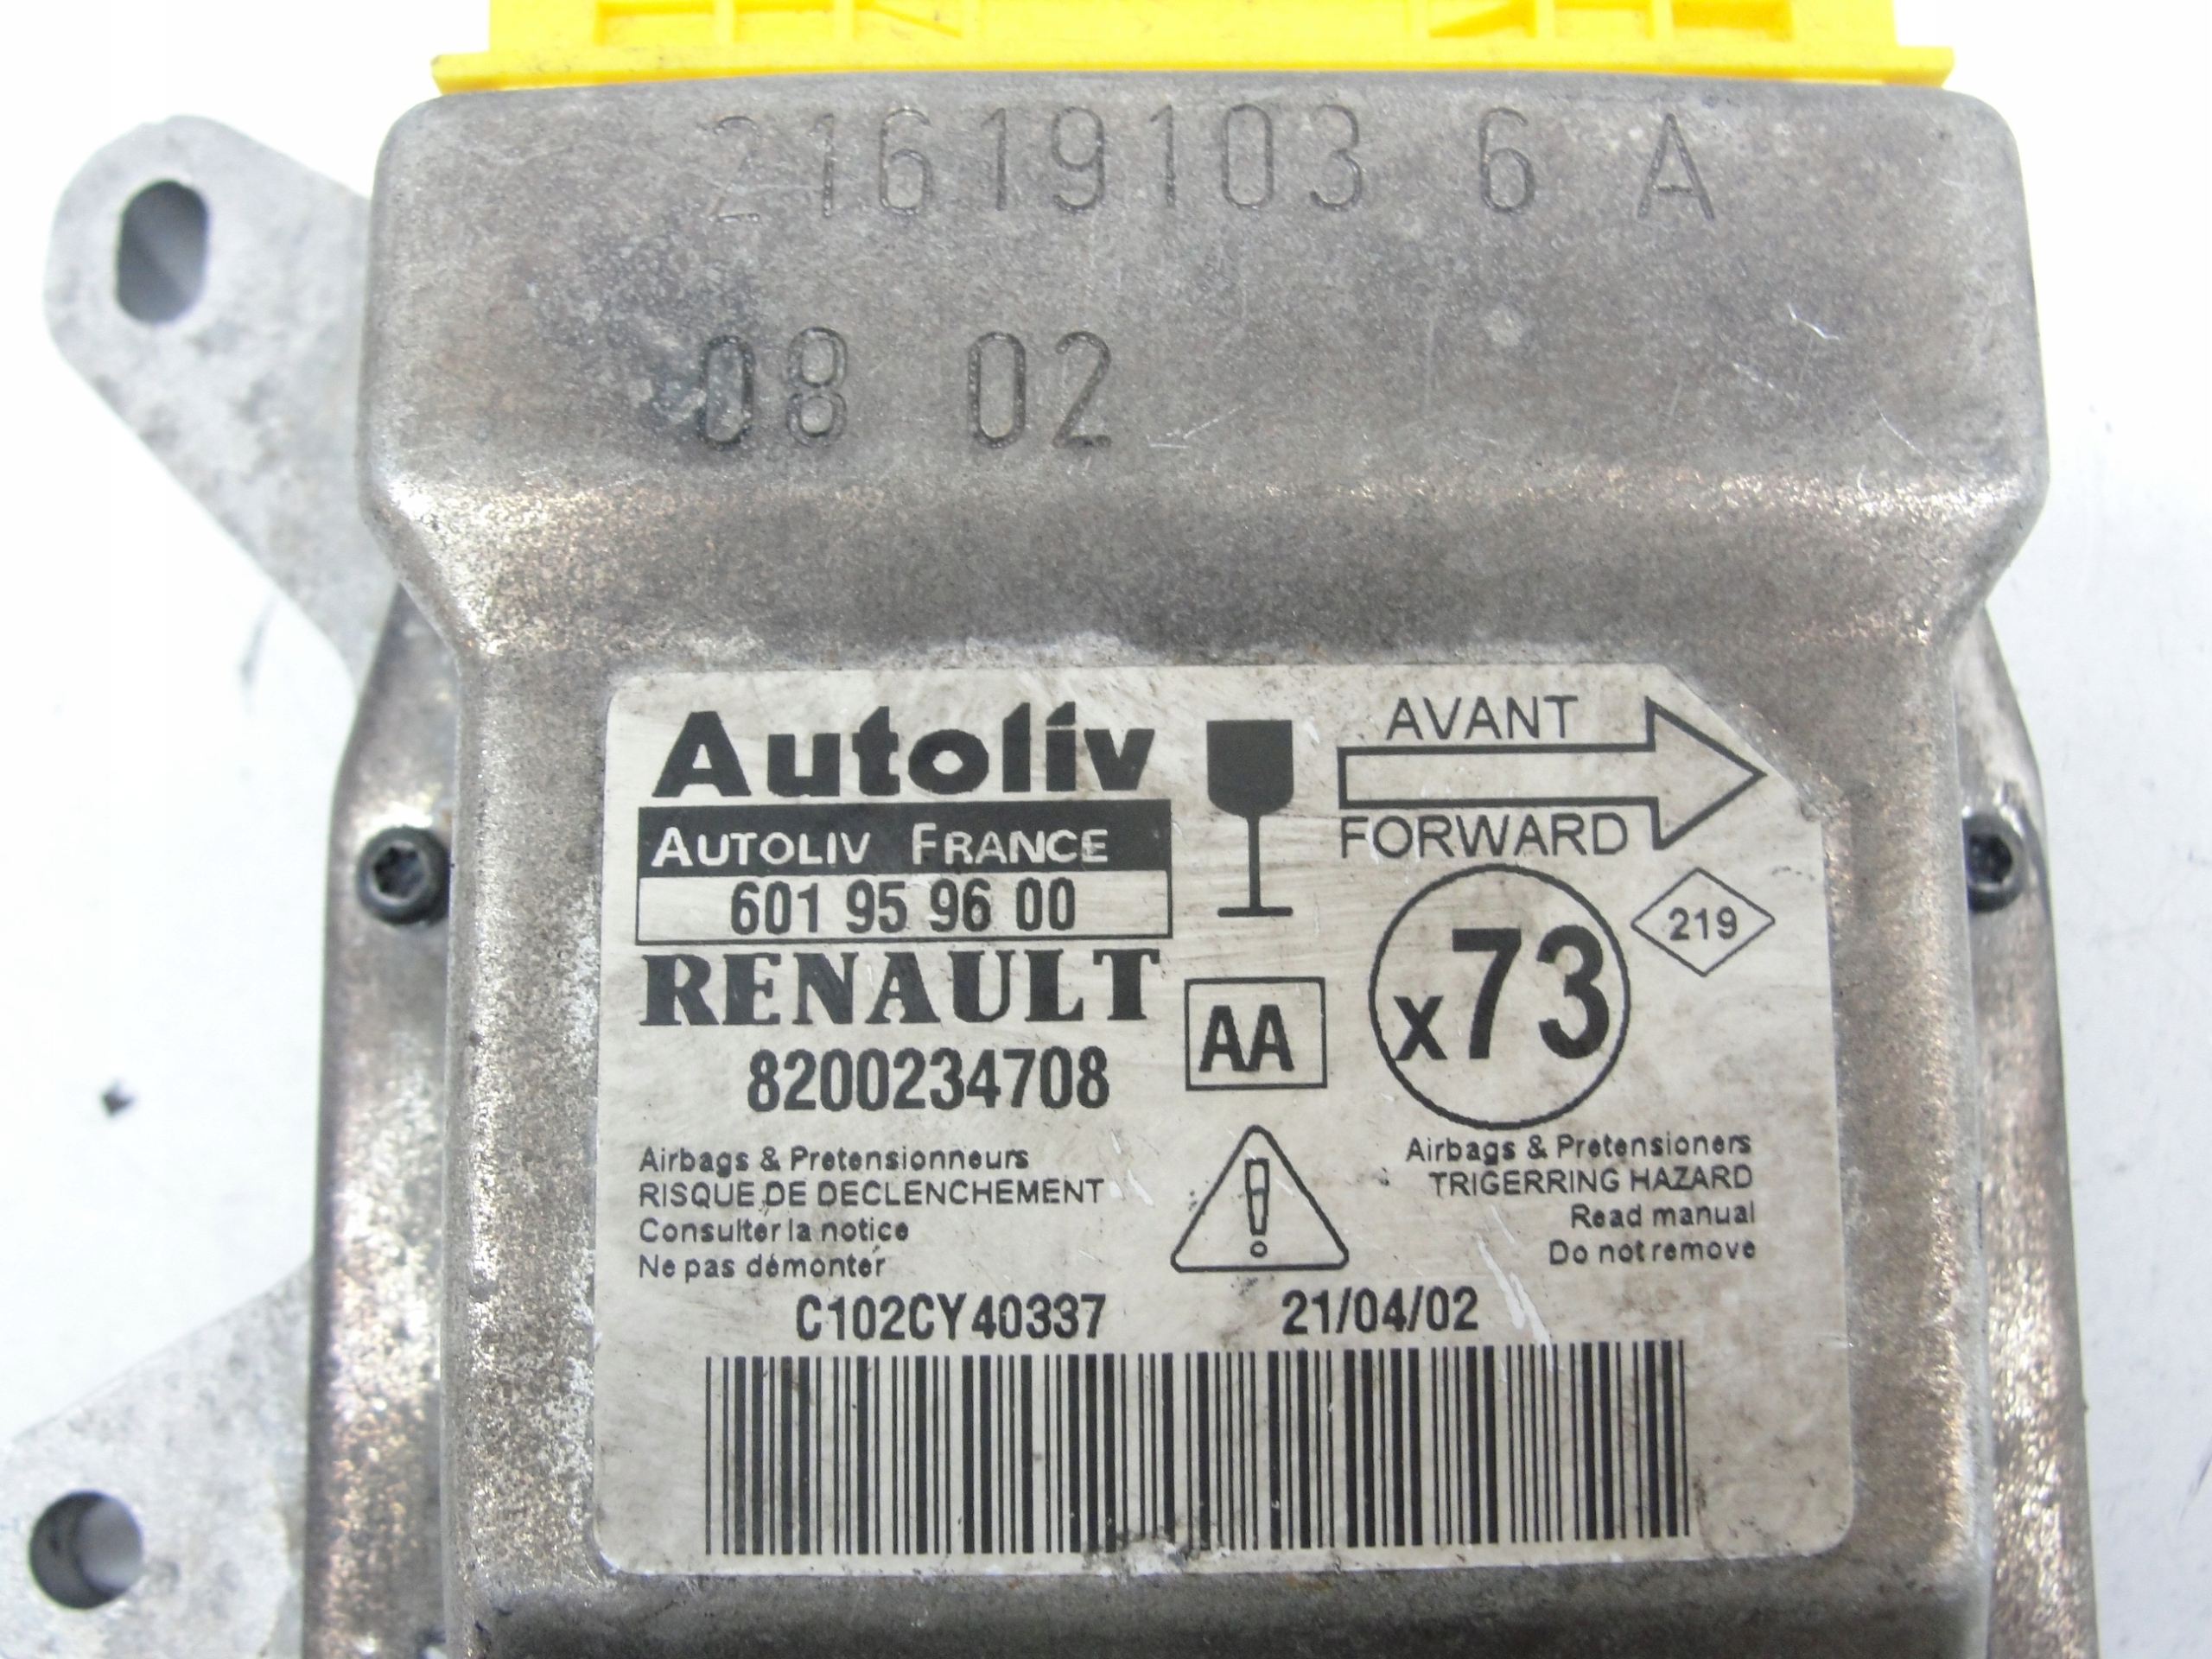 21619103 6 A
08 02
Autoliv
AUTOLIV FRANCE
601 95 96 00
RENAULT
8200234708
AA
AVANT
FORWARD
x73
219
Airbags & Pretensionneurs
RISQUE DE DECLENCHEMENT
Consulter la notice
Ne pas démonter
Airbags & Pretensioners
TRIGERRING HAZARD
Read manual
Do not remove
C102CY40337
21/04/02